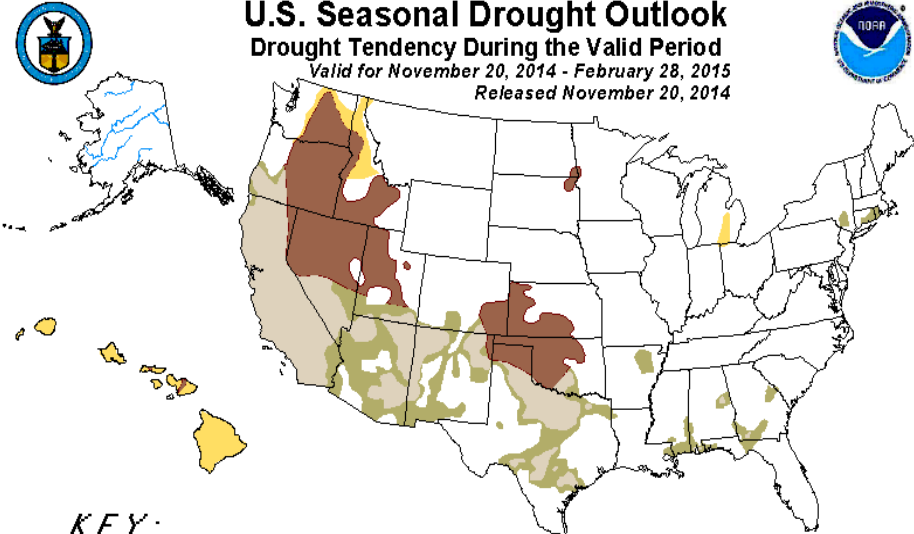 U.S. Seasonal Drought Outlook
Drought Tendency During the Valid Period
Valid for November 20, 2014 - February 28, 2015
Released November 20, 2014
NOAA
KEY: